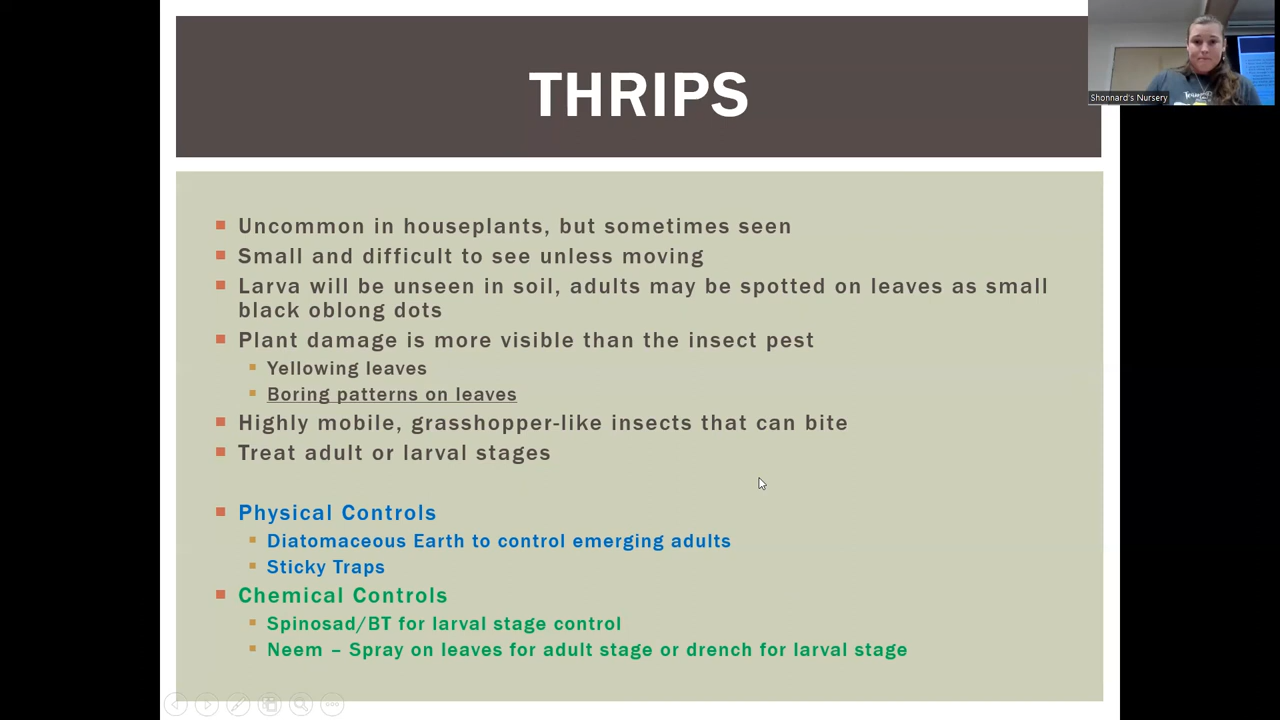 THRIPS
Shonnard's Nursery
Uncommon in houseplants, but sometimes seen
Small and difficult to see unless moving
Larva will be unseen in soil, adults may be spotted on leaves as small
black oblong dots
Plant damage is more visible than the insect pest
Yellowing leaves
Boring patterns on leaves
Highly mobile, grasshopper-like insects that can bite
Treat adult or larval stages
Physical Controls
Diatomaceous Earth to control emerging adults
Sticky Traps
Chemical Controls
Spinosad/BT for larval stage control
Neem – Spray on leaves for adult stage or drench for larval stage